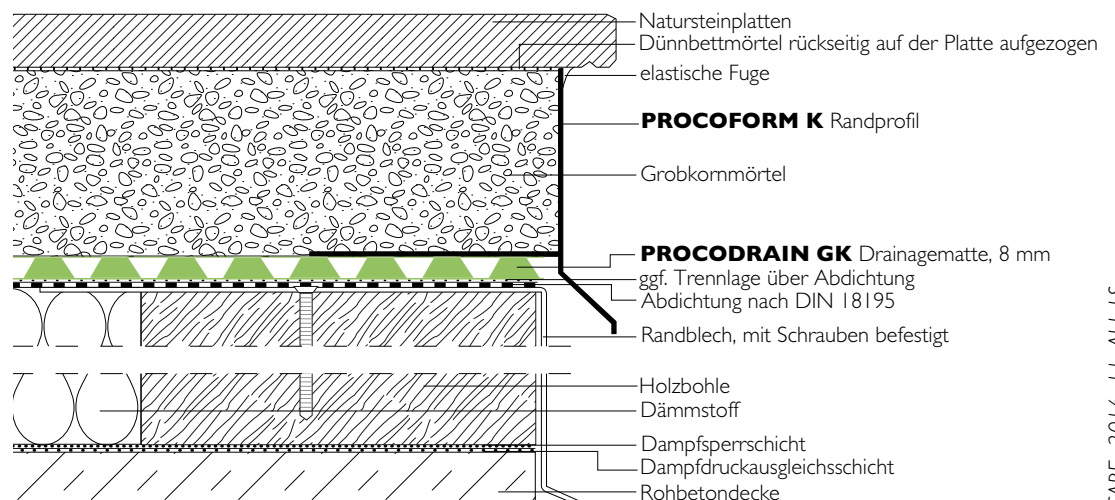 Natursteinplatten
Dünnbettmörtel rückseitig auf der Platte aufgezogen
elastische Fuge
PROCOFORM K Randprofil
Grobkornmörtel
PROCODRAIN GK Drainagematte, 8 mm
ggf. Trennlage über Abdichtung
Abdichtung nach DIN 18195
Randblech, mit Schrauben befestigt
Holzbohle
Dämmstoff
Dampfsperrschicht
Dampfdruckausgleichsschicht
Rohbetondecke